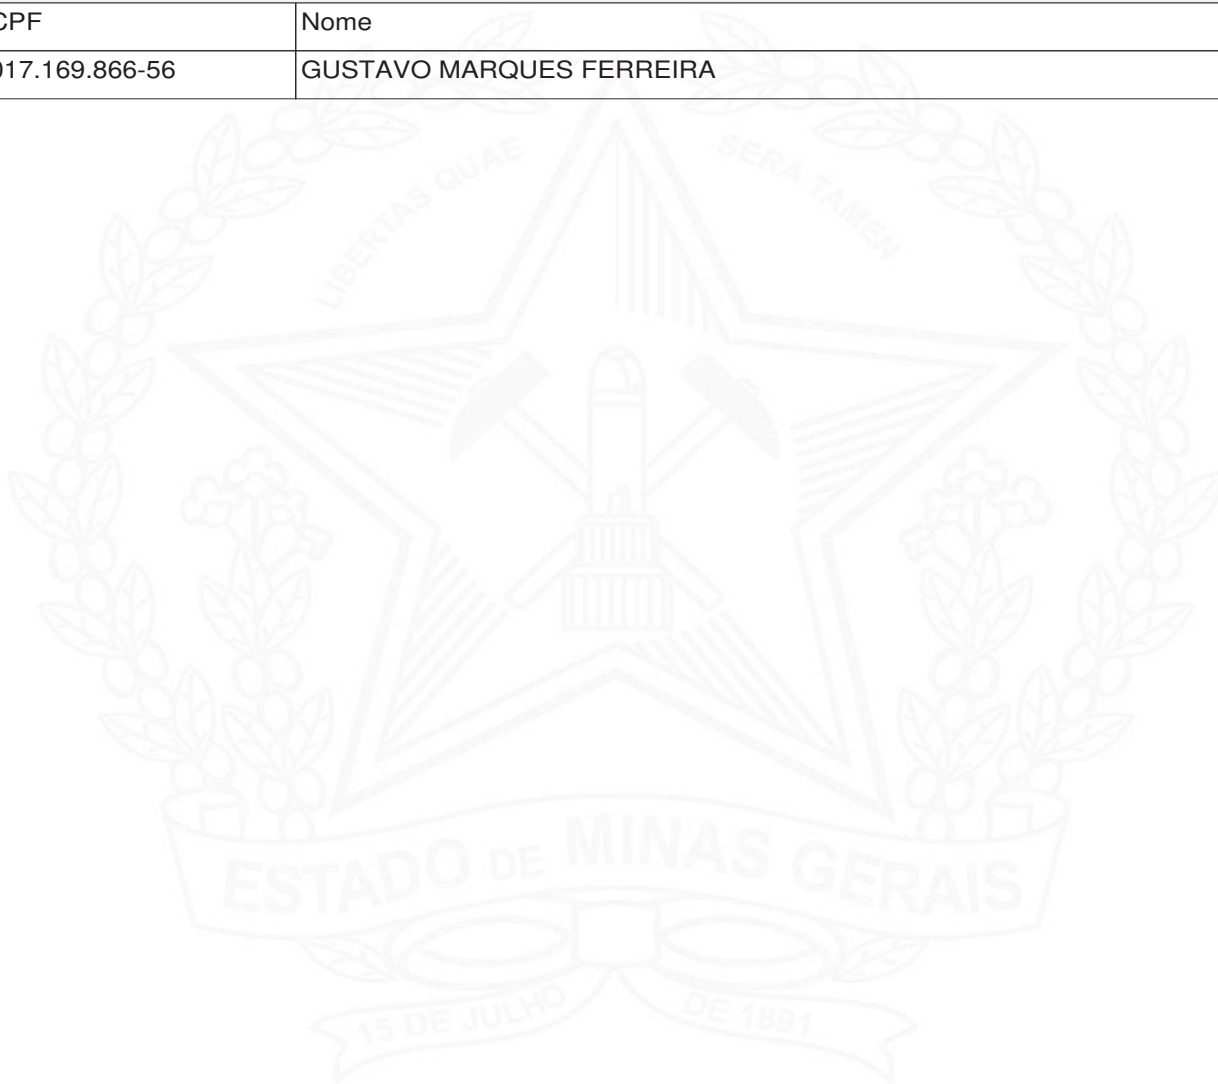 CPF Nome
017.169.866-56 GUSTAVO MARQUES FERREIRA
LIBERTAS QUAE SERA TAMEN
ESTADO DE MINAS GERAIS
15 DE JULHO DE 1891